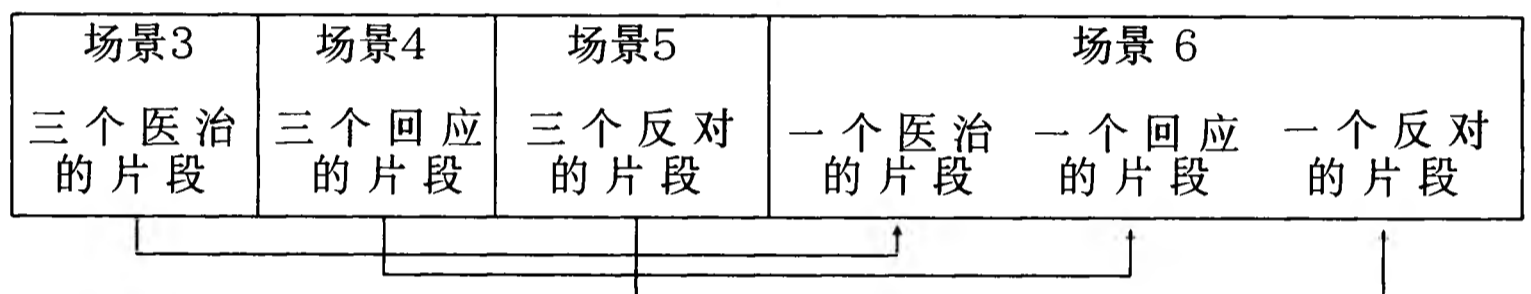 场景3
三个医治
的片段
场景4
三个回应
的片段
场景5
三个反对
的片段
场景 6
一个医治
的片段
一个回应
的片段
一个反对
的片段